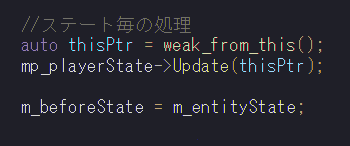 //ステート毎の処理
auto thisPtr = weak_from_this();
mp_playerState->Update(thisPtr);
m_beforeState = m_entityState;